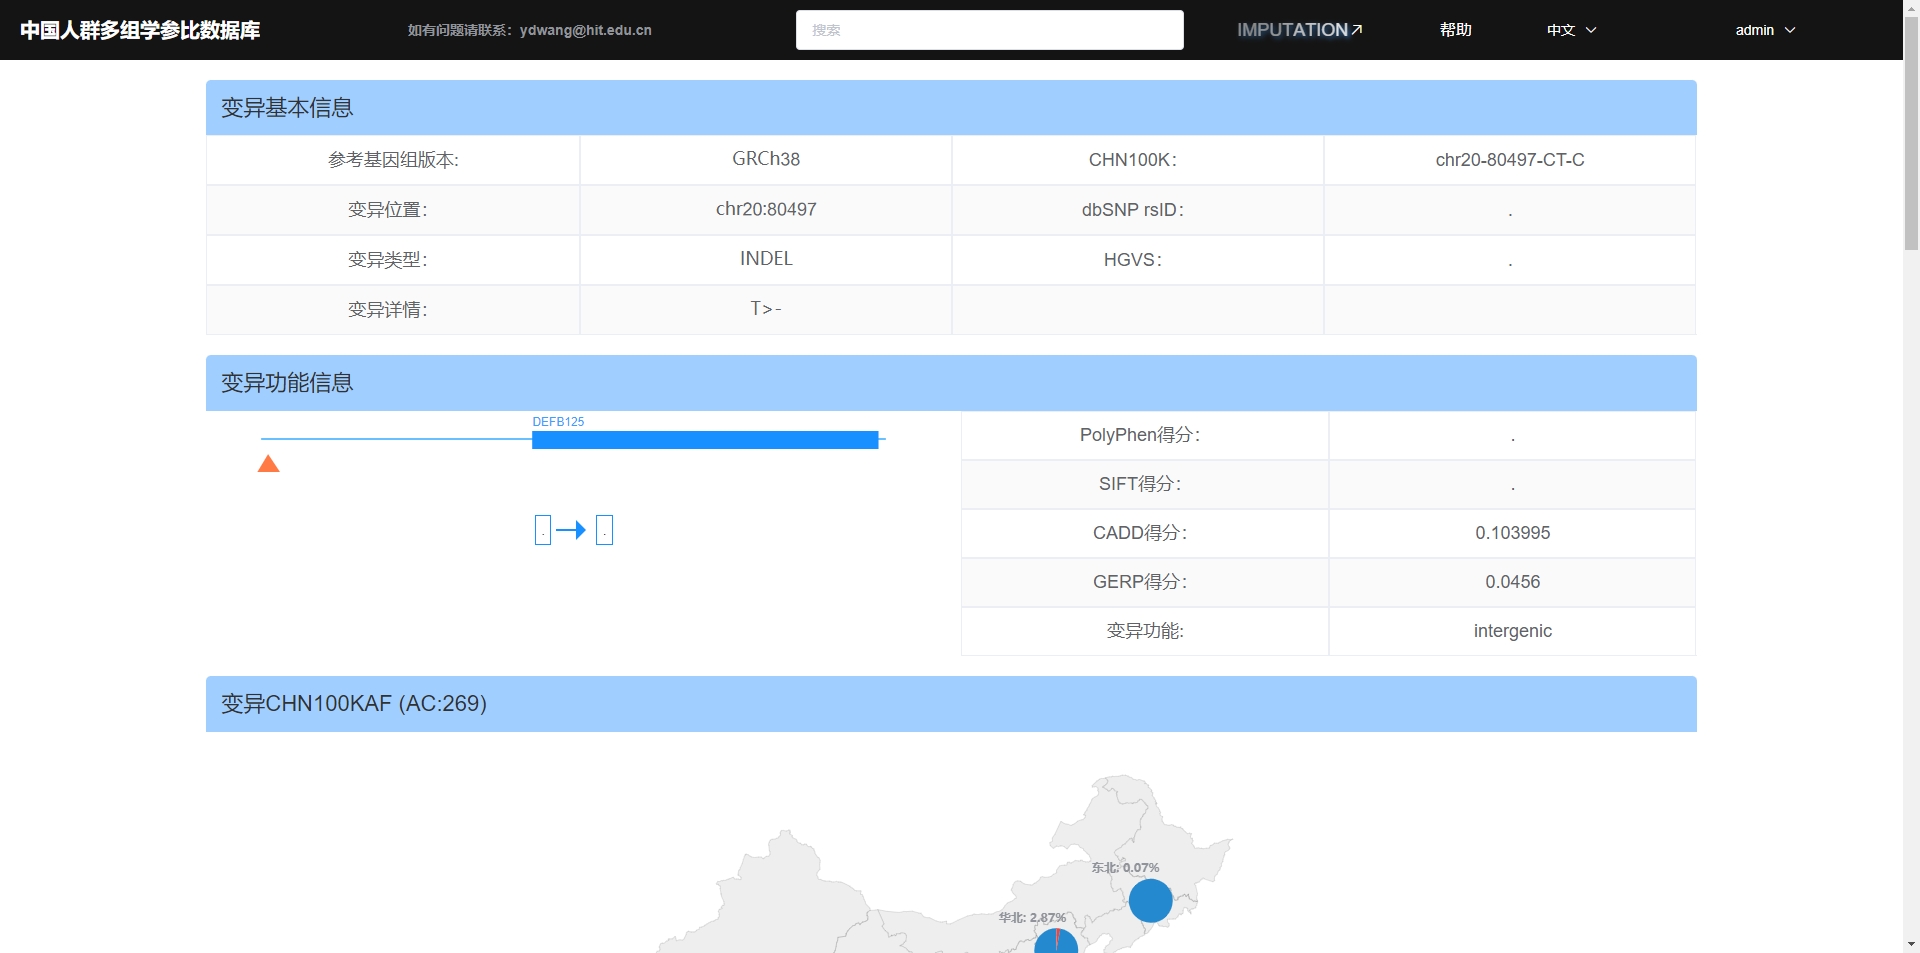 中国人群多组学参比数据库 如有问题请联系：ydwang@hit.edu.cn 搜索 IMPUTATION 帮助 中文 admin
变异基本信息
参考基因组版本: GRCh38 CHN100K： chr20-80497-CT-C
变异位置： chr20:80497 dbSNP rsID： .
变异类型： INDEL HGVS： .
变异详情： T>-
变异功能信息
DEFB125
. .
PolyPhen得分： .
SIFT得分： .
CADD得分： 0.103995
GERP得分： 0.0456
变异功能: intergenic
变异CHN100KAF (AC:269)
东北: 0.07%
华北: 2.87%